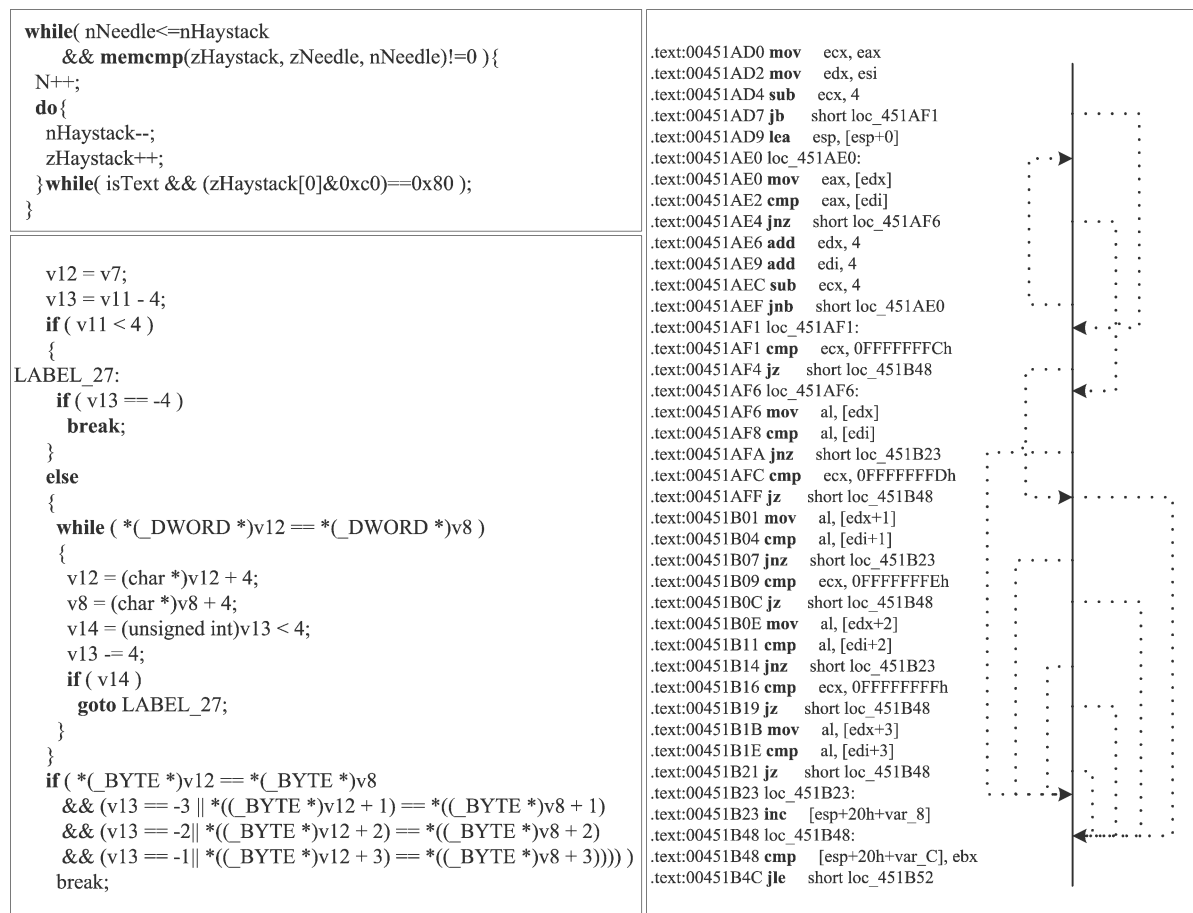 while( nNeedle<=nHaystack
&& memcmp(zHaystack, zNeedle, nNeedle)!=0 ){
N++;
do{
nHaystack--;
zHaystack++;
}while( isText && (zHaystack[0]&0xc0)==0x80 );
}
v12 = v7;
v13 = v11 - 4;
if ( v11 < 4 )
{
LABEL_27:
if ( v13 == -4 )
break;
}
else
{
while ( *(_DWORD *)v12 == *(_DWORD *)v8 )
{
v12 = (char *)v12 + 4;
v8 = (char *)v8 + 4;
v14 = (unsigned int)v13 < 4;
v13 -= 4;
if ( v14 )
goto LABEL_27;
}
}
if ( *(_BYTE *)v12 == *(_BYTE *)v8
&& (v13 == -3 || *((_BYTE *)v12 + 1) == *((_BYTE *)v8 + 1)
&& (v13 == -2|| *((_BYTE *)v12 + 2) == *((_BYTE *)v8 + 2)
&& (v13 == -1|| *((_BYTE *)v12 + 3) == *((_BYTE *)v8 + 3)))) )
break;
.text:00451AD0 mov ecx, eax
.text:00451AD2 mov edx, esi
.text:00451AD4 sub ecx, 4
.text:00451AD7 jb short loc_451AF1
.text:00451AD9 lea esp, [esp+0]
.text:00451AE0 loc_451AE0:
.text:00451AE0 mov eax, [edx]
.text:00451AE2 cmp eax, [edi]
.text:00451AE4 jnz short loc_451AF6
.text:00451AE6 add edx, 4
.text:00451AE9 add edi, 4
.text:00451AEC sub ecx, 4
.text:00451AEF jnb short loc_451AE0
.text:00451AF1 loc_451AF1:
.text:00451AF1 cmp ecx, 0FFFFFFFCh
.text:00451AF4 jz short loc_451B48
.text:00451AF6 loc_451AF6:
.text:00451AF6 mov al, [edx]
.text:00451AF8 cmp al, [edi]
.text:00451AFA jnz short loc_451B23
.text:00451AFC cmp ecx, 0FFFFFFFDh
.text:00451AFF jz short loc_451B48
.text:00451B01 mov al, [edx+1]
.text:00451B04 cmp al, [edi+1]
.text:00451B07 jnz short loc_451B23
.text:00451B09 cmp ecx, 0FFFFFFFEh
.text:00451B0C jz short loc_451B48
.text:00451B0E mov al, [edx+2]
.text:00451B11 cmp al, [edi+2]
.text:00451B14 jnz short loc_451B23
.text:00451B16 cmp ecx, 0FFFFFFFFh
.text:00451B19 jz short loc_451B48
.text:00451B1B mov al, [edx+3]
.text:00451B1E cmp al, [edi+3]
.text:00451B21 jz short loc_451B48
.text:00451B23 loc_451B23:
.text:00451B23 inc [esp+20h+var_8]
.text:00451B48 loc_451B48:
.text:00451B48 cmp [esp+20h+var_C], ebx
.text:00451B4C jle short loc_451B52